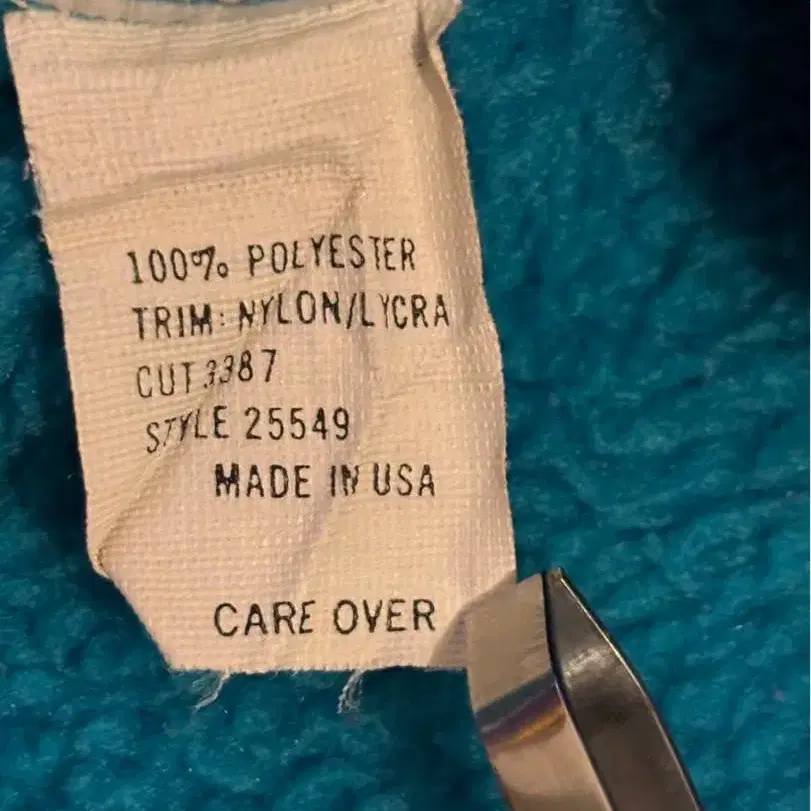 100% POLYESTER
TRIM: NYLON/LYCRA
CUT 3387
STYLE 25549
MADE IN USA
CARE OVER